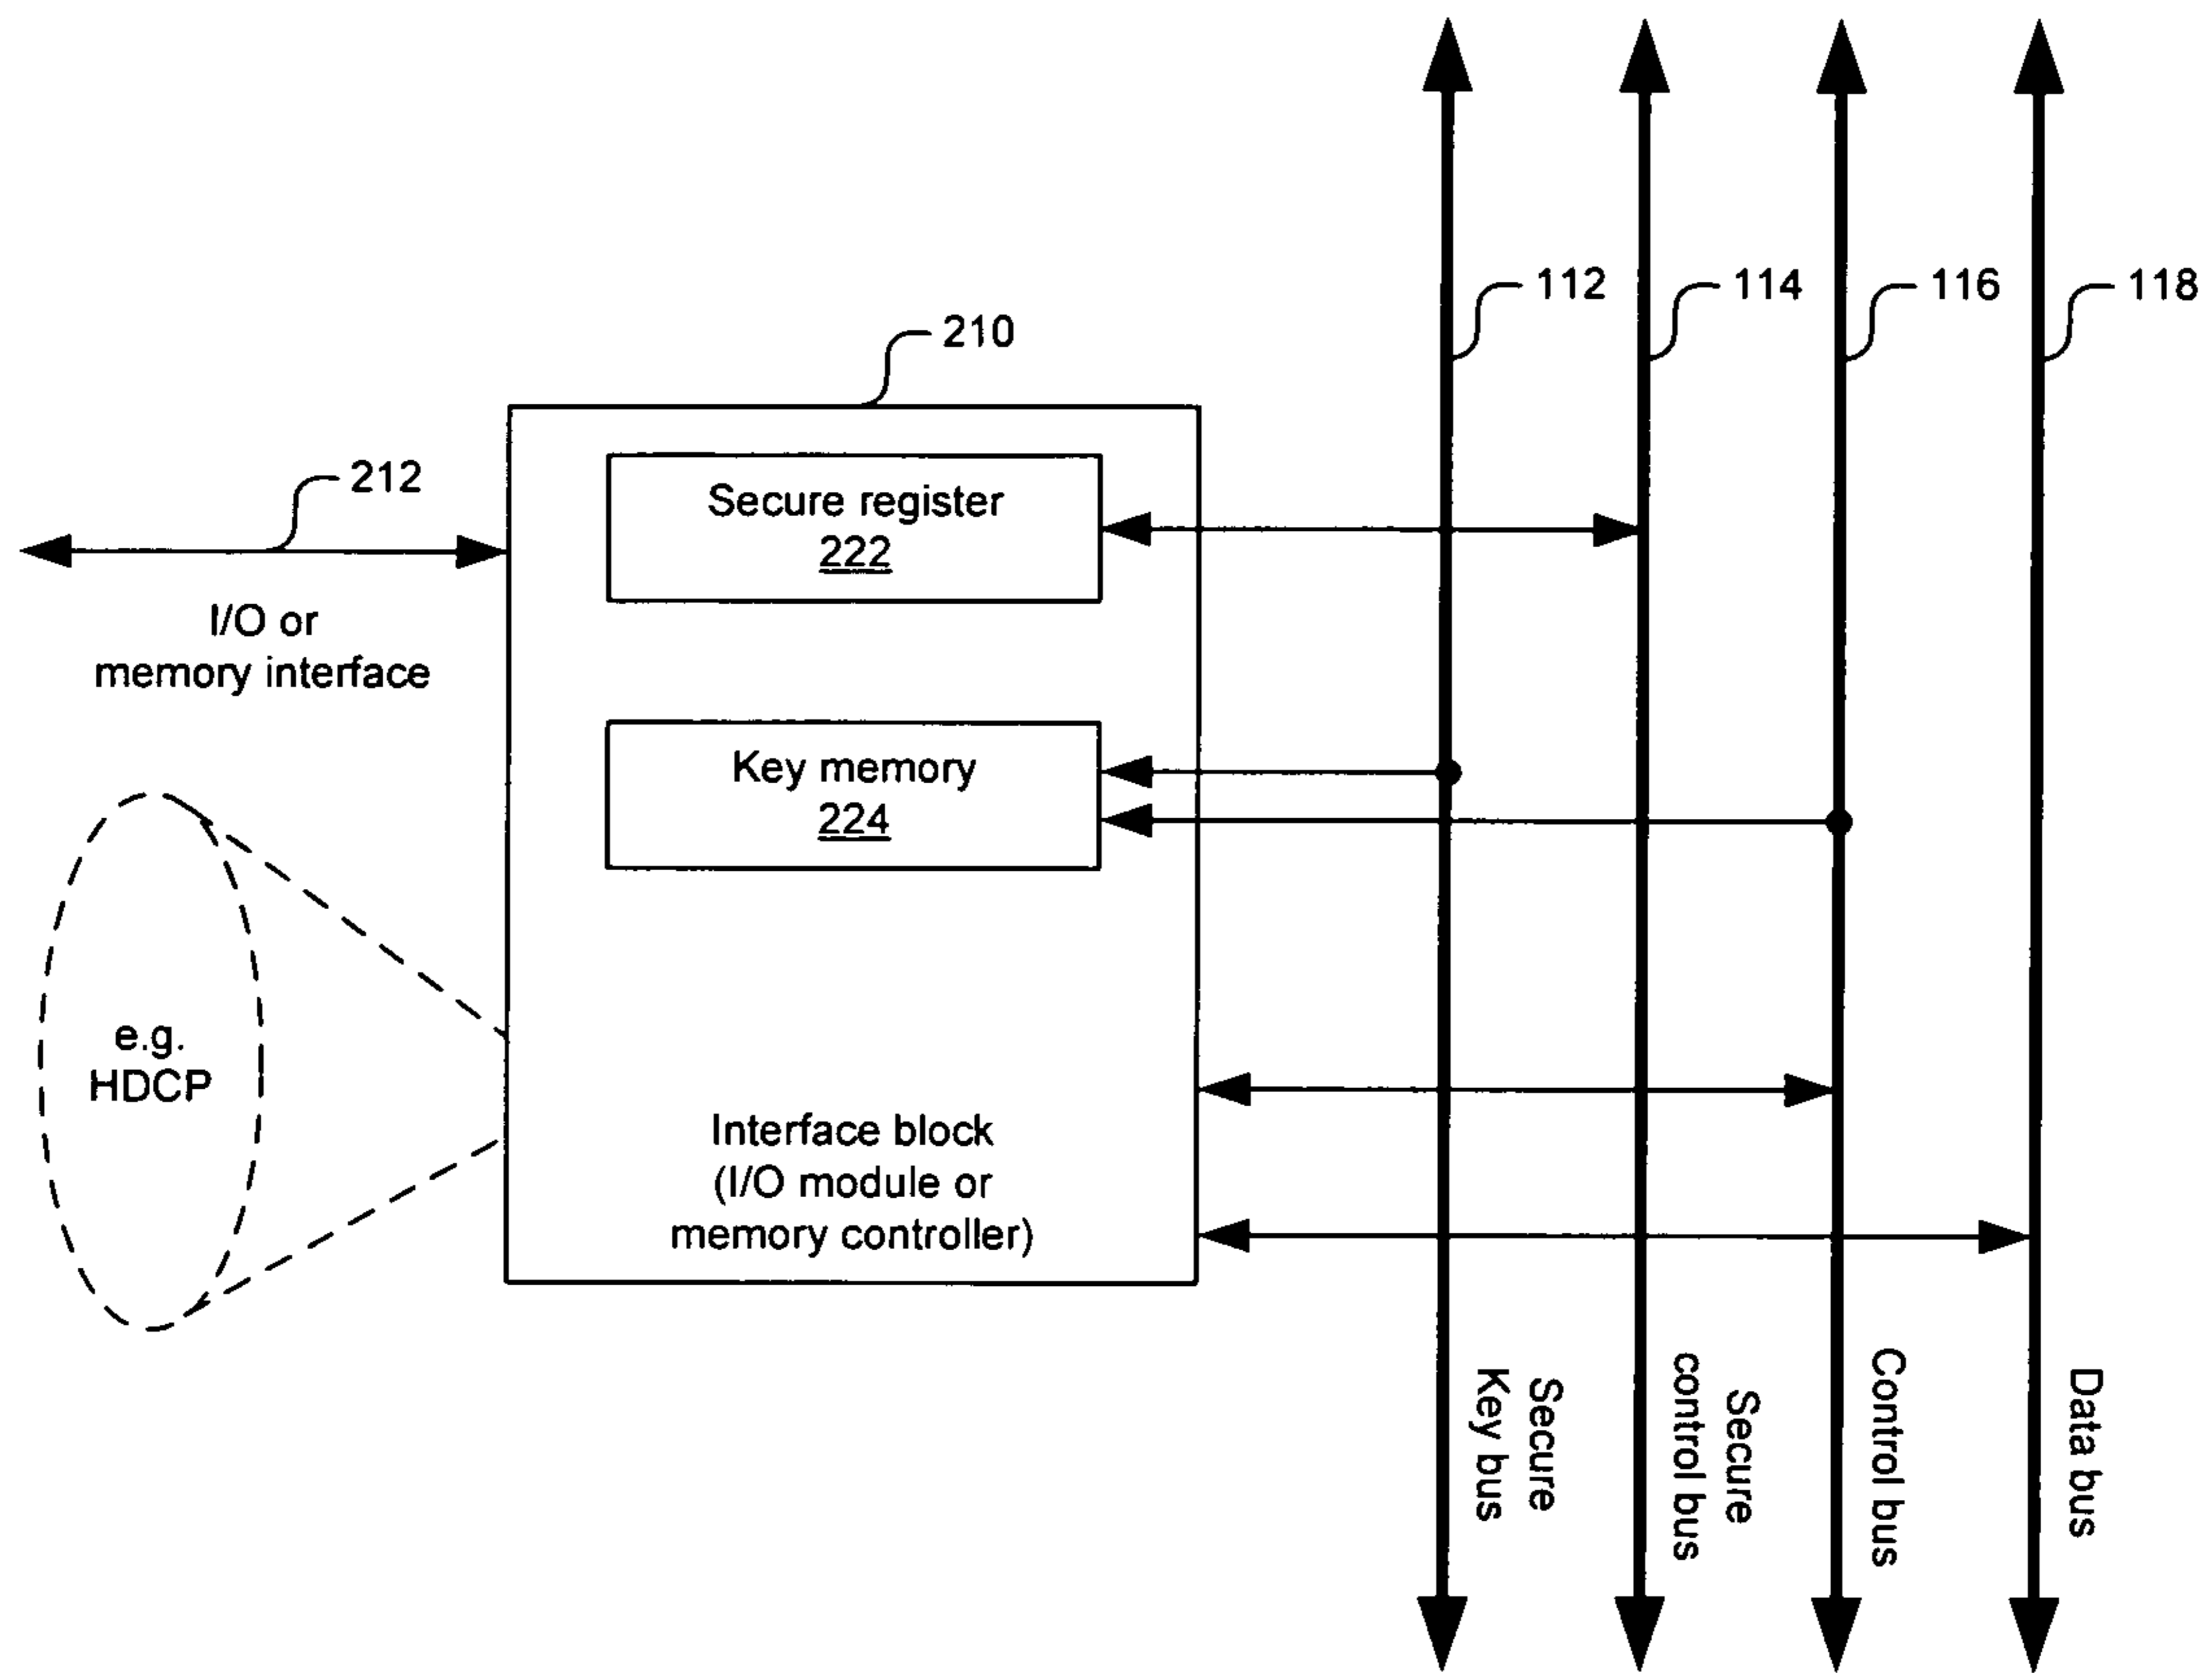 112
114
116
118
210
212
Secure register
222
I/O or
memory interface
Key memory
224
e.g.
HDCP
Interface block
(I/O module or
memory controller)
Secure
Key bus
Secure
control bus
Control bus
Data bus